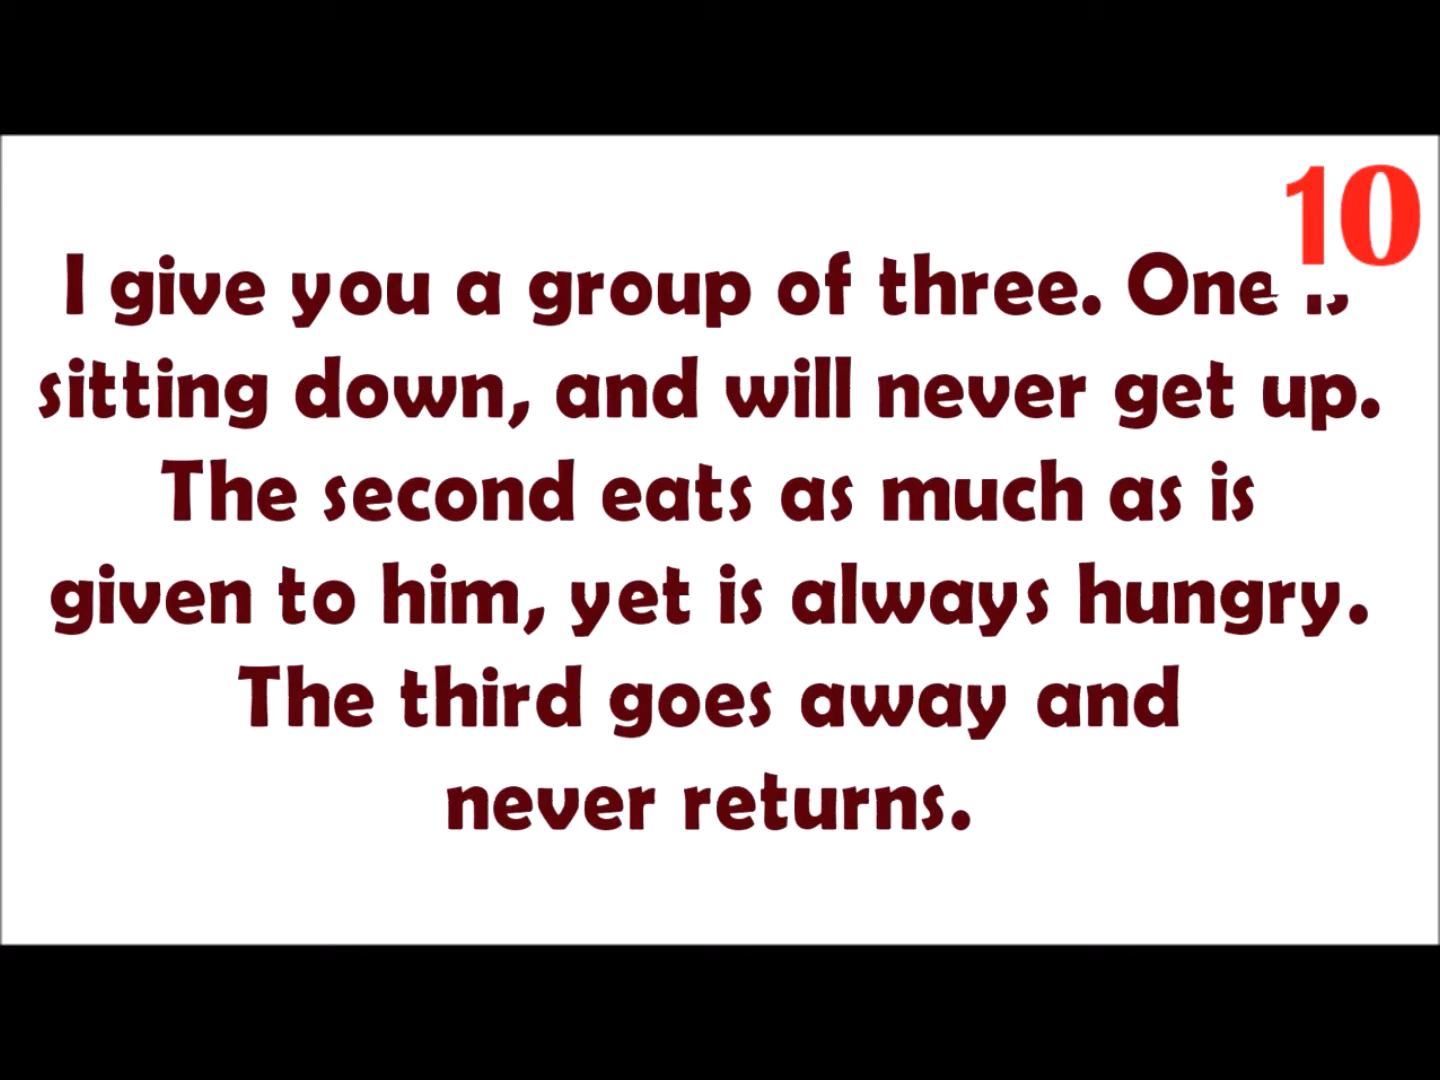 10
I give you a group of three. One is
sitting down, and will never get up.
The second eats as much as is
given to him, yet is always hungry.
The third goes away and
never returns.